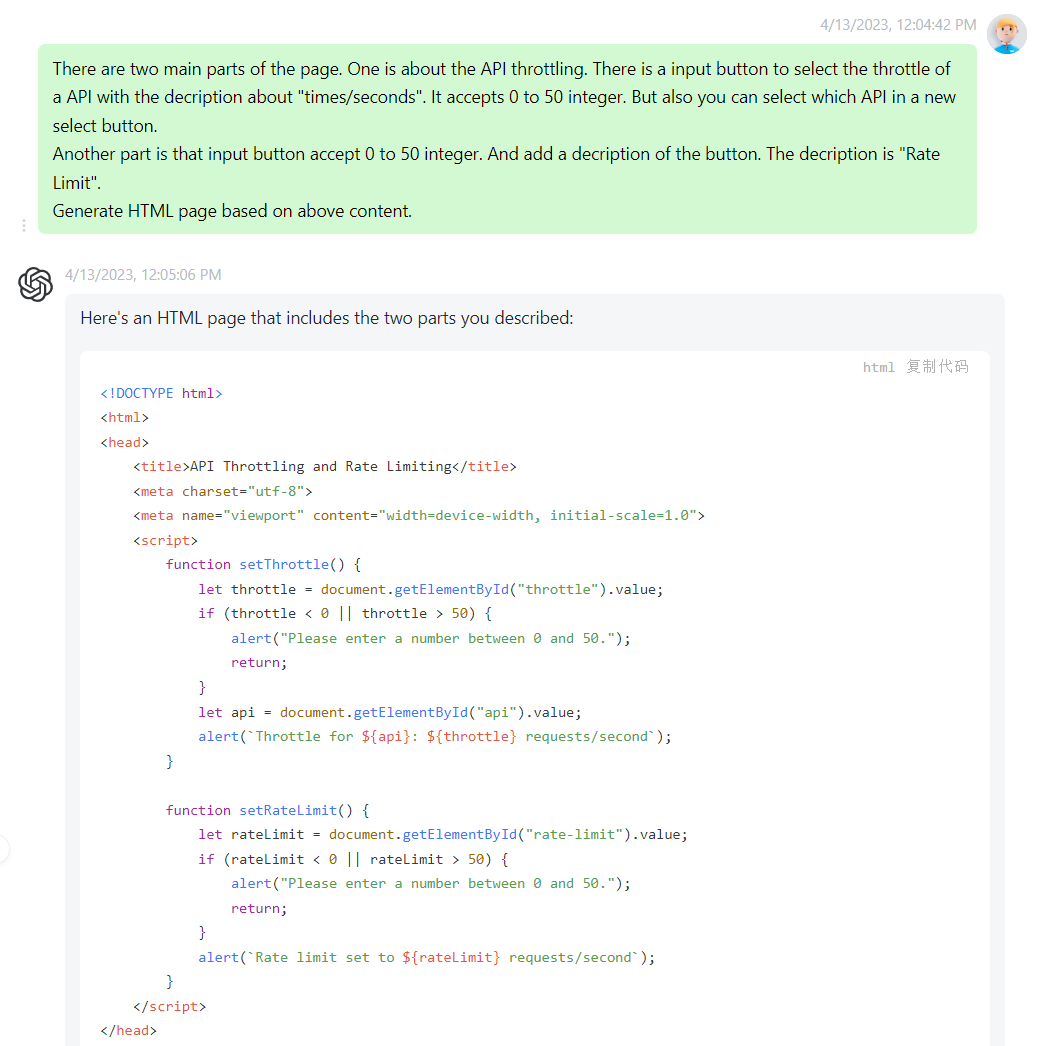 4/13/2023, 12:04:42 PM
There are two main parts of the page. One is about the API throttling. There is a input button to select the throttle of
a API with the decription about "times/seconds". It accepts 0 to 50 integer. But also you can select which API in a new
select button.
Another part is that input button accept 0 to 50 integer. And add a decription of the button. The decription is "Rate
Limit".
Generate HTML page based on above content.
4/13/2023, 12:05:06 PM
Here's an HTML page that includes the two parts you described:
html 复制代码
<!DOCTYPE html>
<html>
<head>
    <title>API Throttling and Rate Limiting</title>
    <meta charset="utf-8">
    <meta name="viewport" content="width=device-width, initial-scale=1.0">
    <script>
        function setThrottle() {
            let throttle = document.getElementById("throttle").value;
            if (throttle < 0 || throttle > 50) {
                alert("Please enter a number between 0 and 50.");
                return;
            }
            let api = document.getElementById("api").value;
            alert(`Throttle for ${api}: ${throttle} requests/second`);
        }

        function setRateLimit() {
            let rateLimit = document.getElementById("rate-limit").value;
            if (rateLimit < 0 || rateLimit > 50) {
                alert("Please enter a number between 0 and 50.");
                return;
            }
            alert(`Rate limit set to ${rateLimit} requests/second`);
        }
    </script>
</head>